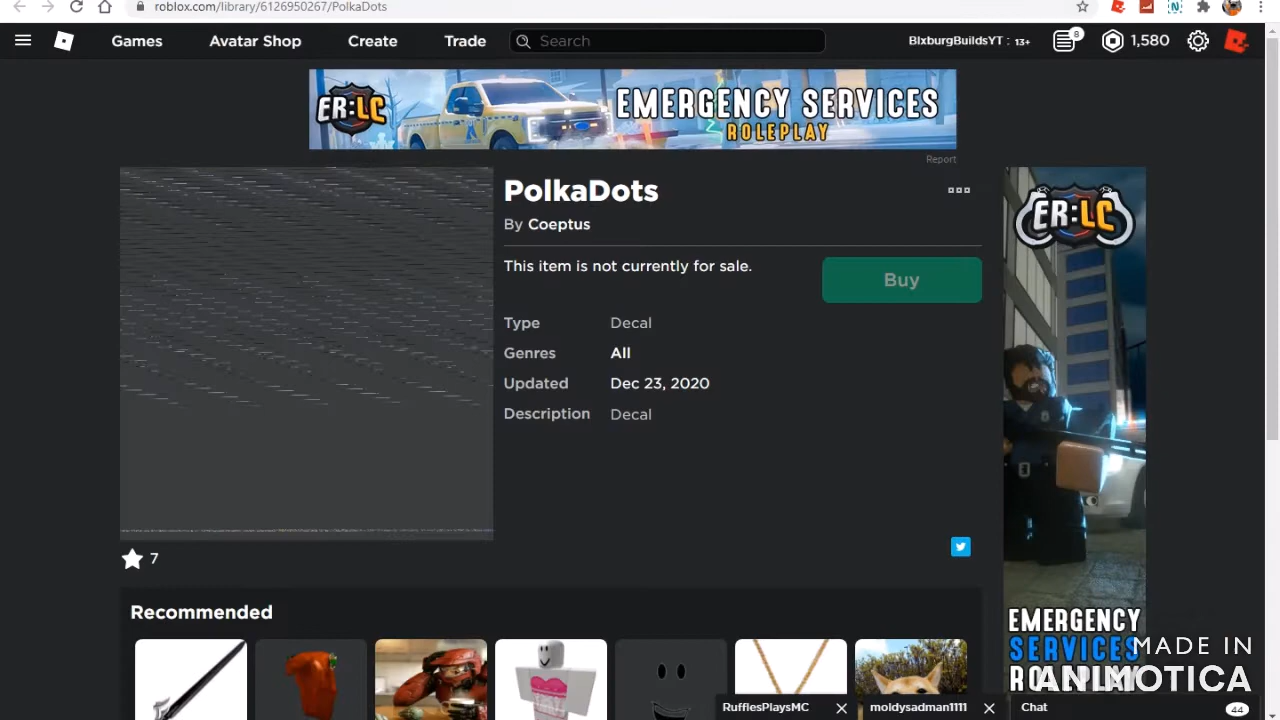 roblox.com/library/6126950267/PolkaDots
Games Avatar Shop Create Trade Search BlxburgBuildsYT : 13+ 8 1,580
ER:LC EMERGENCY SERVICES
ROLEPLAY
Report
PolkaDots
By Coeptus
This item is not currently for sale.
Buy
Type Decal
Genres All
Updated Dec 23, 2020
Description Decal
7
ER:LC
EMERGENCY
SERVICES
Recommended
MADE IN
ANIMOTICA
RufflesPlaysMC
moldysadman1111
Chat
44